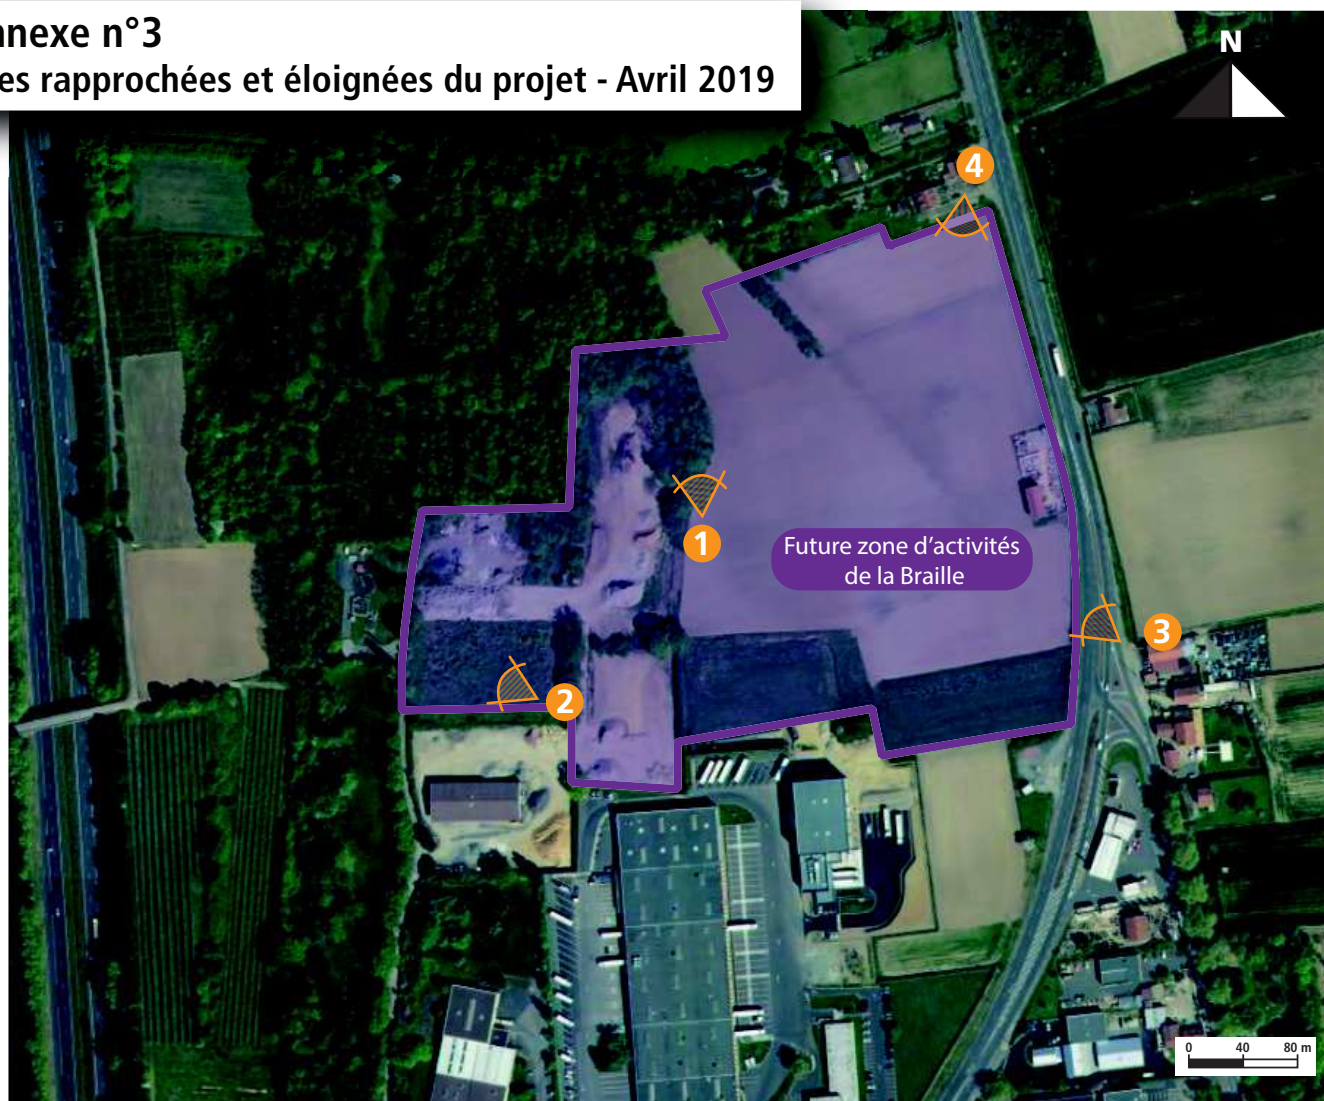 nnexe n°3
es rapprochées et éloignées du projet - Avril 2019
N
4
1
Future zone d'activités
de la Braille
3
2
0 40 80 m